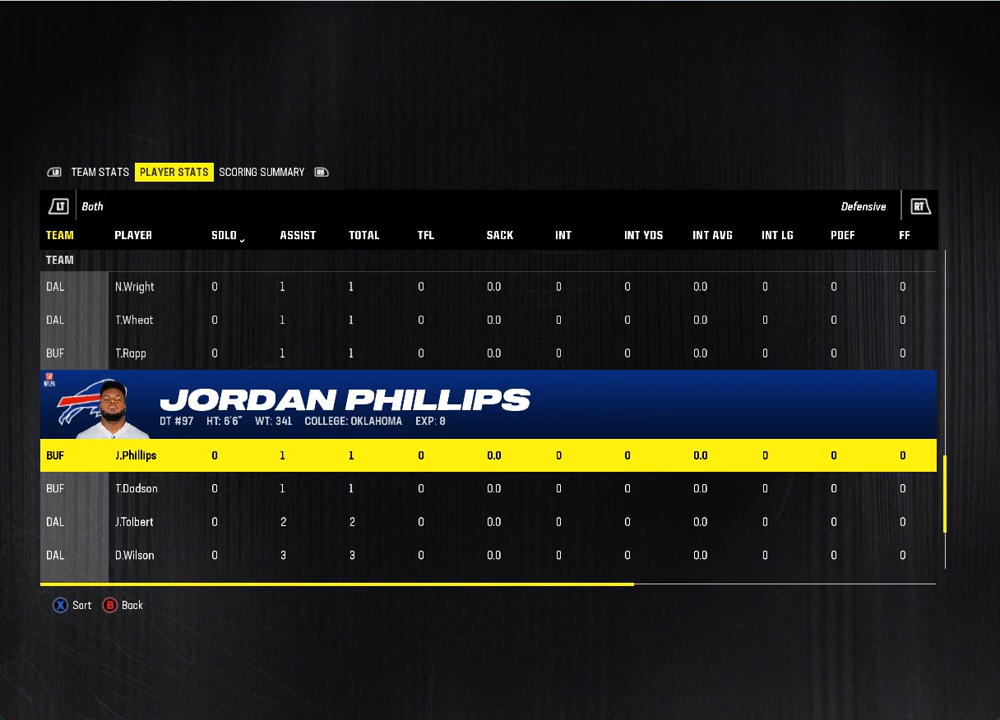 LB TEAM STATS PLAYER STATS SCORING SUMMARY RB
LT Both Defensive RT
TEAM PLAYER SOLO ASSIST TOTAL TFL SACK INT INT YDS INT AVG INT LG PDEF FF
TEAM
DAL N.Wright 0 1 1 0 0.0 0 0 0.0 0 0 0
DAL T.Wheat 0 1 1 0 0.0 0 0 0.0 0 0 0
BUF T.Rapp 0 1 1 0 0.0 0 0 0.0 0 0 0
JORDAN PHILLIPS
DT #97 HT: 6'6" WT: 341 COLLEGE: OKLAHOMA EXP: 8
BUF J.Phillips 0 1 1 0 0.0 0 0 0.0 0 0 0
BUF T.Dodson 0 1 1 0 0.0 0 0 0.0 0 0 0
DAL J.Tolbert 0 2 2 0 0.0 0 0 0.0 0 0 0
DAL D.Wilson 0 3 3 0 0.0 0 0 0.0 0 0 0
X Sort B Back